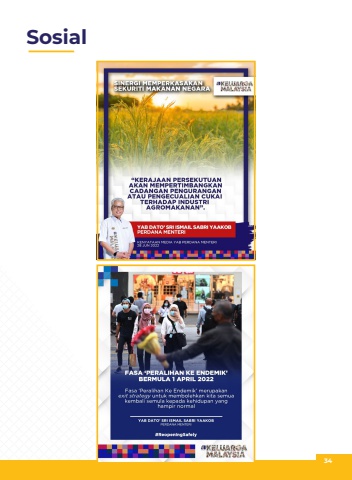 Sosial
SINERGI MEMPERKASAKAN
SEKURITI MAKANAN NEGARA
#KELUARGA
MALAYSIA
“KERAJAAN PERSEKUTUAN
AKAN MEMPERTIMBANGKAN
CADANGAN PENGURANGAN
ATAU PENGECUALIAN CUKAI
TERHADAP INDUSTRI
AGROMAKANAN”.
YAB DATO’ SRI ISMAIL SABRI YAAKOB
PERDANA MENTERI
KENYATAAN MEDIA YAB PERDANA MENTERI
28 JUN 2022
FASA ‘PERALIHAN KE ENDEMIK’
BERMULA 1 APRIL 2022
Fasa ‘Peralihan Ke Endemik’ merupakan
exit strategy untuk membolehkan kita semua
kembali semula kepada kehidupan yang
hampir normal
YAB DATO’ SRI ISMAIL SABRI YAAKOB
PERDANA MENTERI
#ReopeningSafely
#KELUARGA
MALAYSIA
34